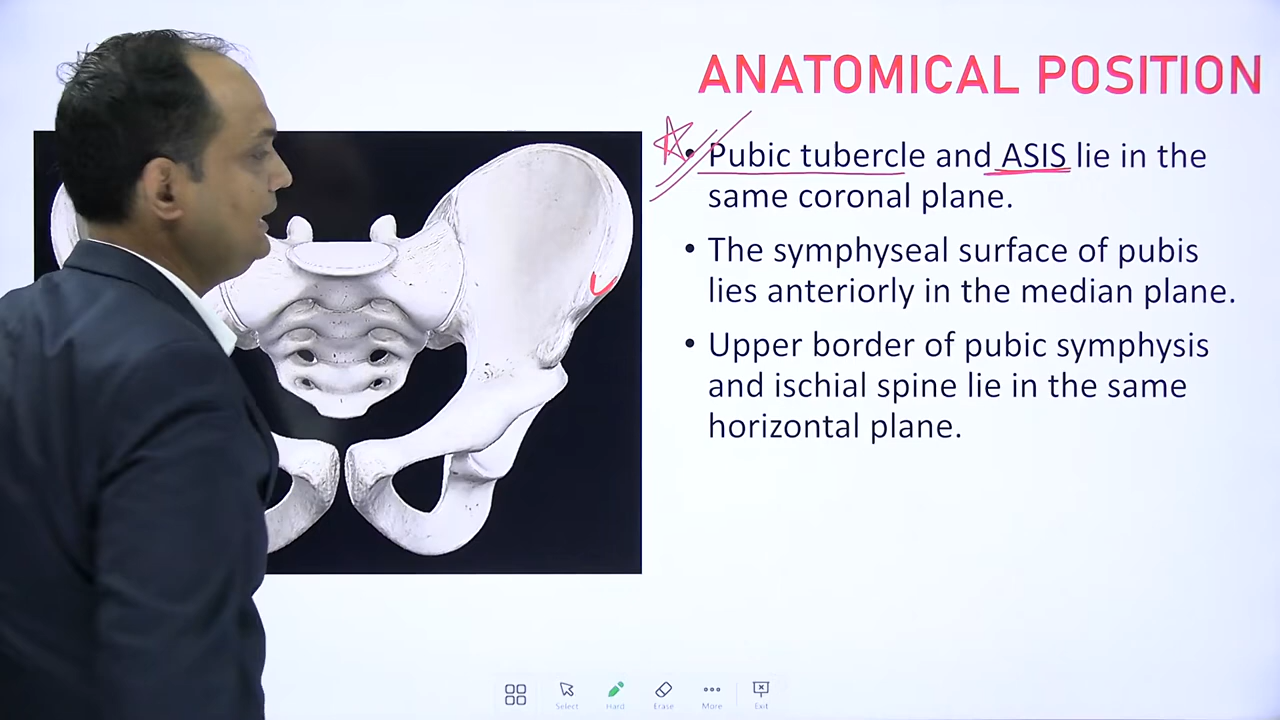 ANATOMICAL POSITION
• Pubic tubercle and ASIS lie in the
same coronal plane.
• The symphyseal surface of pubis
lies anteriorly in the median plane.
• Upper border of pubic symphysis
and ischial spine lie in the same
horizontal plane.
Select Hard Erase More Exit